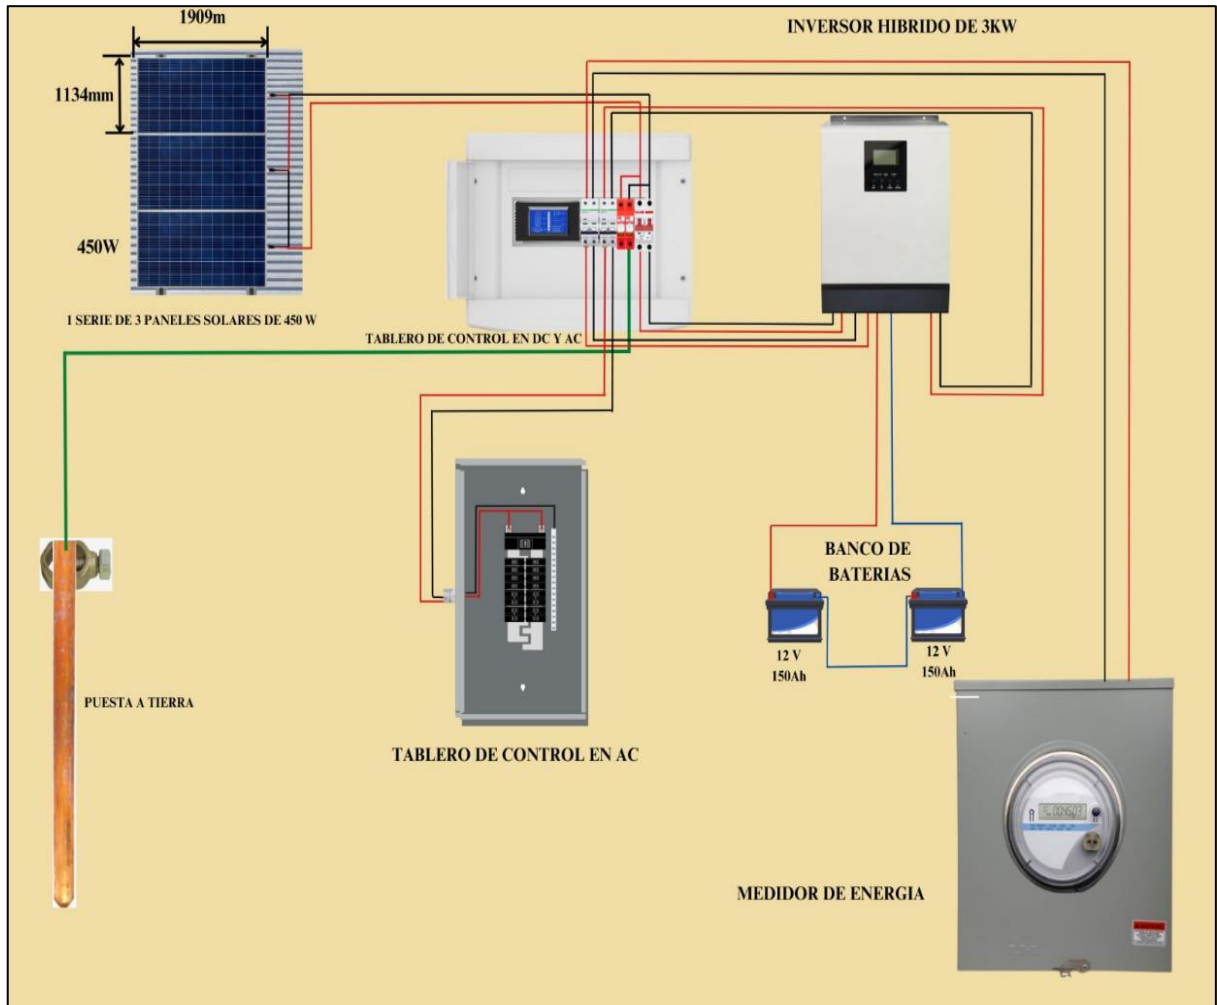 1909m
INVERSOR HIBRIDO DE 3KW
1134mm
450W
1 SERIE DE 3 PANELES SOLARES DE 450 W
TABLERO DE CONTROL EN DC Y AC
BANCO DE
BATERIAS
12 V
150Ah
12 V
150Ah
PUESTA A TIERRA
TABLERO DE CONTROL EN AC
MEDIDOR DE ENERGIA